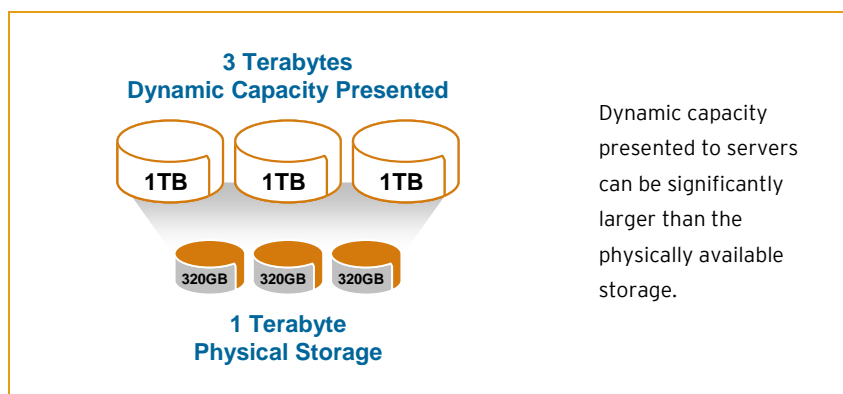 3 Terabytes
Dynamic Capacity Presented
1TB 1TB 1TB
320GB 320GB 320GB
1 Terabyte
Physical Storage
Dynamic capacity
presented to servers
can be significantly
larger than the
physically available
storage.